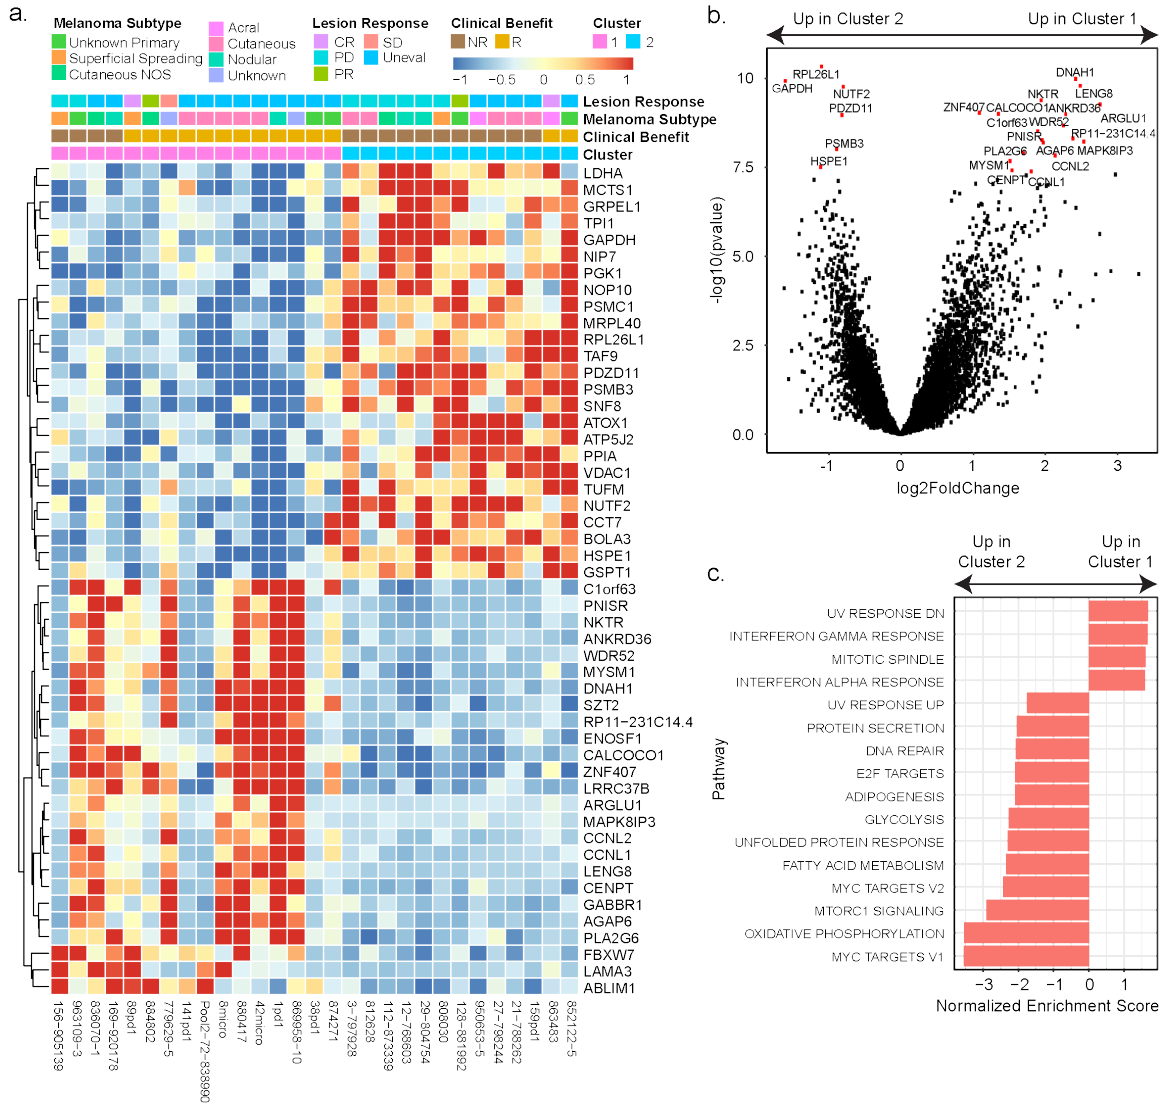 a.
Melanoma Subtype
Unknown Primary
Superficial Spreading
Cutaneous NOS
Acral
Cutaneous
Nodular
Unknown
Lesion Response
CR
SD
PD
Uneval
PR
Clinical Benefit
NR
R
Cluster
1
2
−1 −0.5 0 0.5 1
Lesion Response
Melanoma Subtype
Clinical Benefit
Cluster
LDHA
MCTS1
GRPEL1
TPI1
GAPDH
NIP7
PGK1
NOP10
PSMC1
MRPL40
RPL26L1
TAF9
PDZD11
PSMB3
SNF8
ATOX1
ATP5J2
PPIA
VDAC1
TUFM
NUTF2
CCT7
BOLA3
HSPE1
GSPT1
C1orf63
PNISR
NKTR
ANKRD36
WDR52
MYSM1
DNAH1
SZT2
RP11−231C14.4
ENOSF1
CALCOCO1
ZNF407
LRRC37B
ARGLU1
MAPK8IP3
CCNL2
CCNL1
LENG8
CENPT
GABBR1
AGAP6
PLA2G6
FBXW7
LAMA3
ABLIM1
156−905139
963109−3
836070−1
169−920178
89pd1
884802
779629−5
141pd1
Pool2−72−838990
8micro
880417
42micro
1pd1
869958−10
38pd1
874271
3−797928
812628
112−873339
12−768603
29−804754
808030
128−881992
950653−5
27−798244
21−788262
159pd1
863483
852122−5
b.
Up in Cluster 2
Up in Cluster 1
RPL26L1
GAPDH
NUTF2
PDZD11
PSMB3
HSPE1
DNAH1
LENG8
NKTR
ZNF407
CALCOCO1
ANKRD36
ARGLU1
C1orf63
WDR52
PNISR
RP11−231C14.4
PLA2G6
AGAP6
MAPK8IP3
MYSM1
CCNL2
CENPT
CCNL1
10
7.5
5.0
2.5
0.0
-log10(pvalue)
-1 0 1 2 3
log2FoldChange
c.
Up in
Cluster 2
Up in
Cluster 1
UV RESPONSE DN
INTERFERON GAMMA RESPONSE
MITOTIC SPINDLE
INTERFERON ALPHA RESPONSE
UV RESPONSE UP
PROTEIN SECRETION
DNA REPAIR
E2F TARGETS
ADIPOGENESIS
GLYCOLYSIS
UNFOLDED PROTEIN RESPONSE
FATTY ACID METABOLISM
MYC TARGETS V2
MTORC1 SIGNALING
OXIDATIVE PHOSPHORYLATION
MYC TARGETS V1
Pathway
−3 −2 −1 0 1
Normalized Enrichment Score